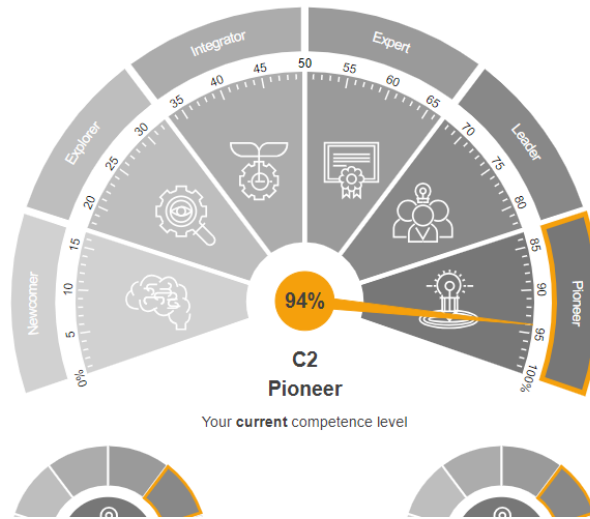 Newcomer
Explorer
Integrator
Expert
Leader
Pioneer
0%
5
10
15
20
25
30
35
40
45
50
55
60
65
70
75
80
85
90
95
100%
94%
C2
Pioneer
Your current competence level